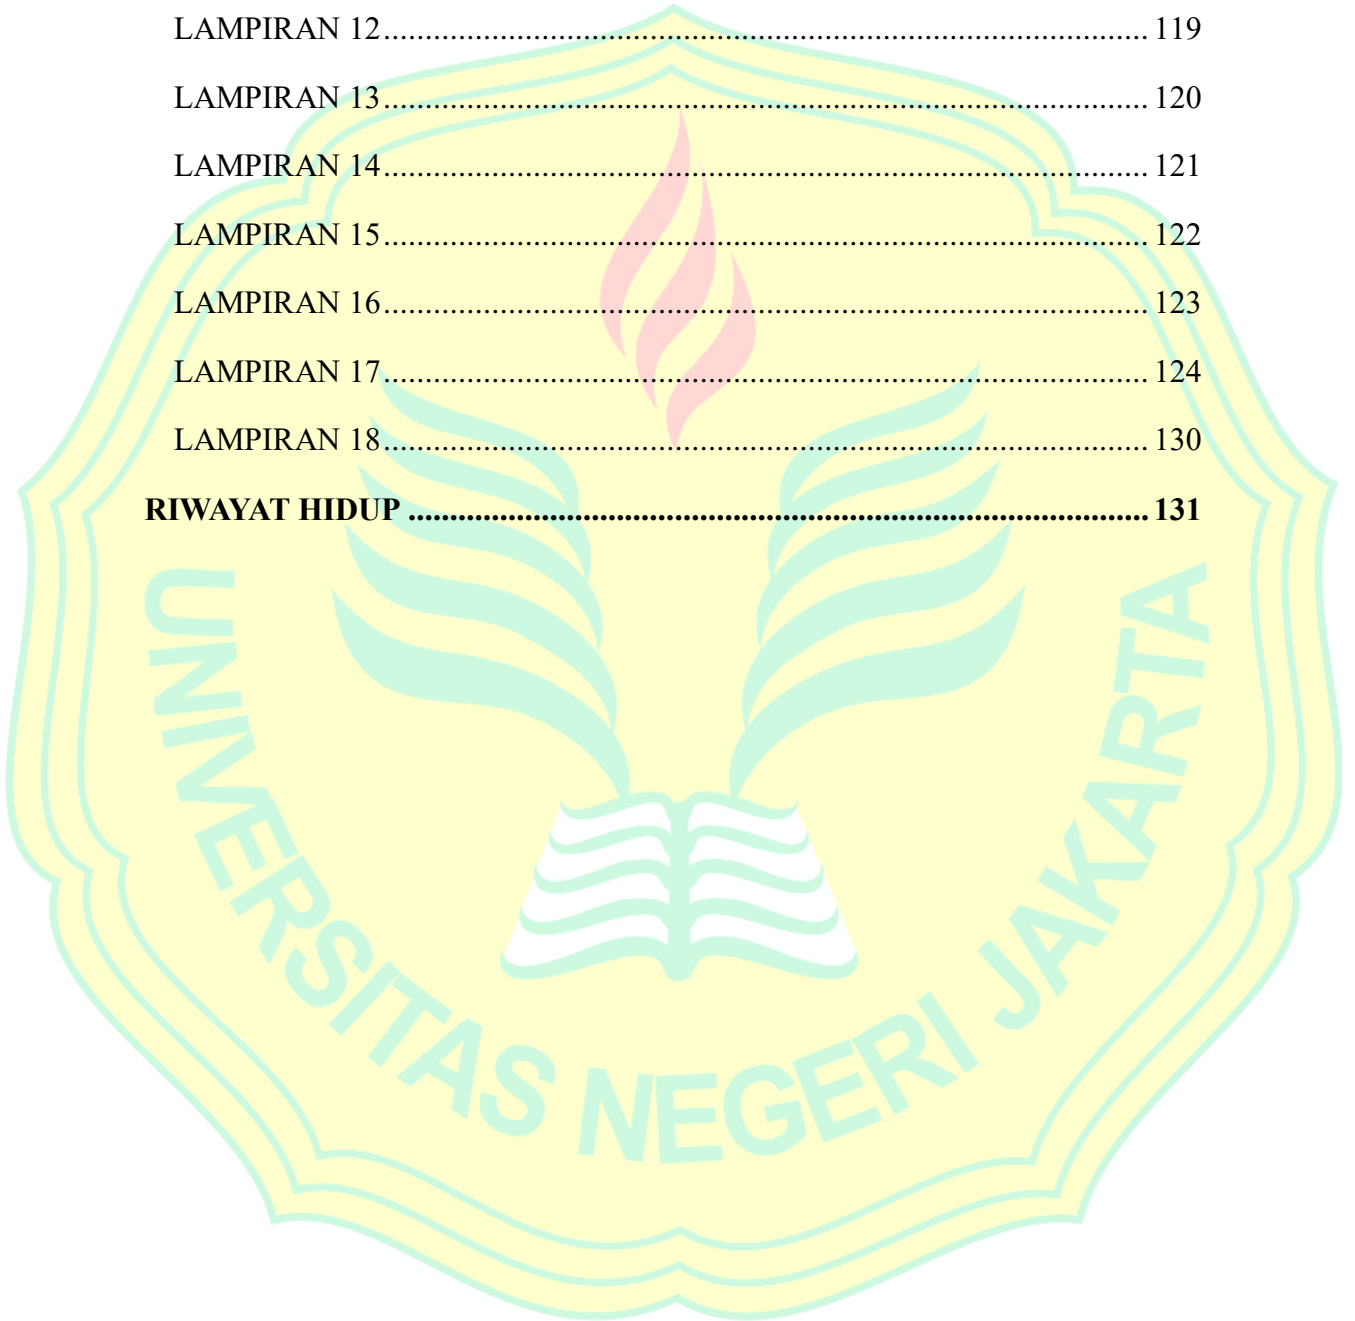 LAMPIRAN 12.......................................................................................... 119
LAMPIRAN 13.......................................................................................... 120
LAMPIRAN 14.......................................................................................... 121
LAMPIRAN 15.......................................................................................... 122
LAMPIRAN 16.......................................................................................... 123
LAMPIRAN 17.......................................................................................... 124
LAMPIRAN 18.......................................................................................... 130
RIWAYAT HIDUP ....................................................................................... 131
UNIVERSITAS NEGERI JAKARTA